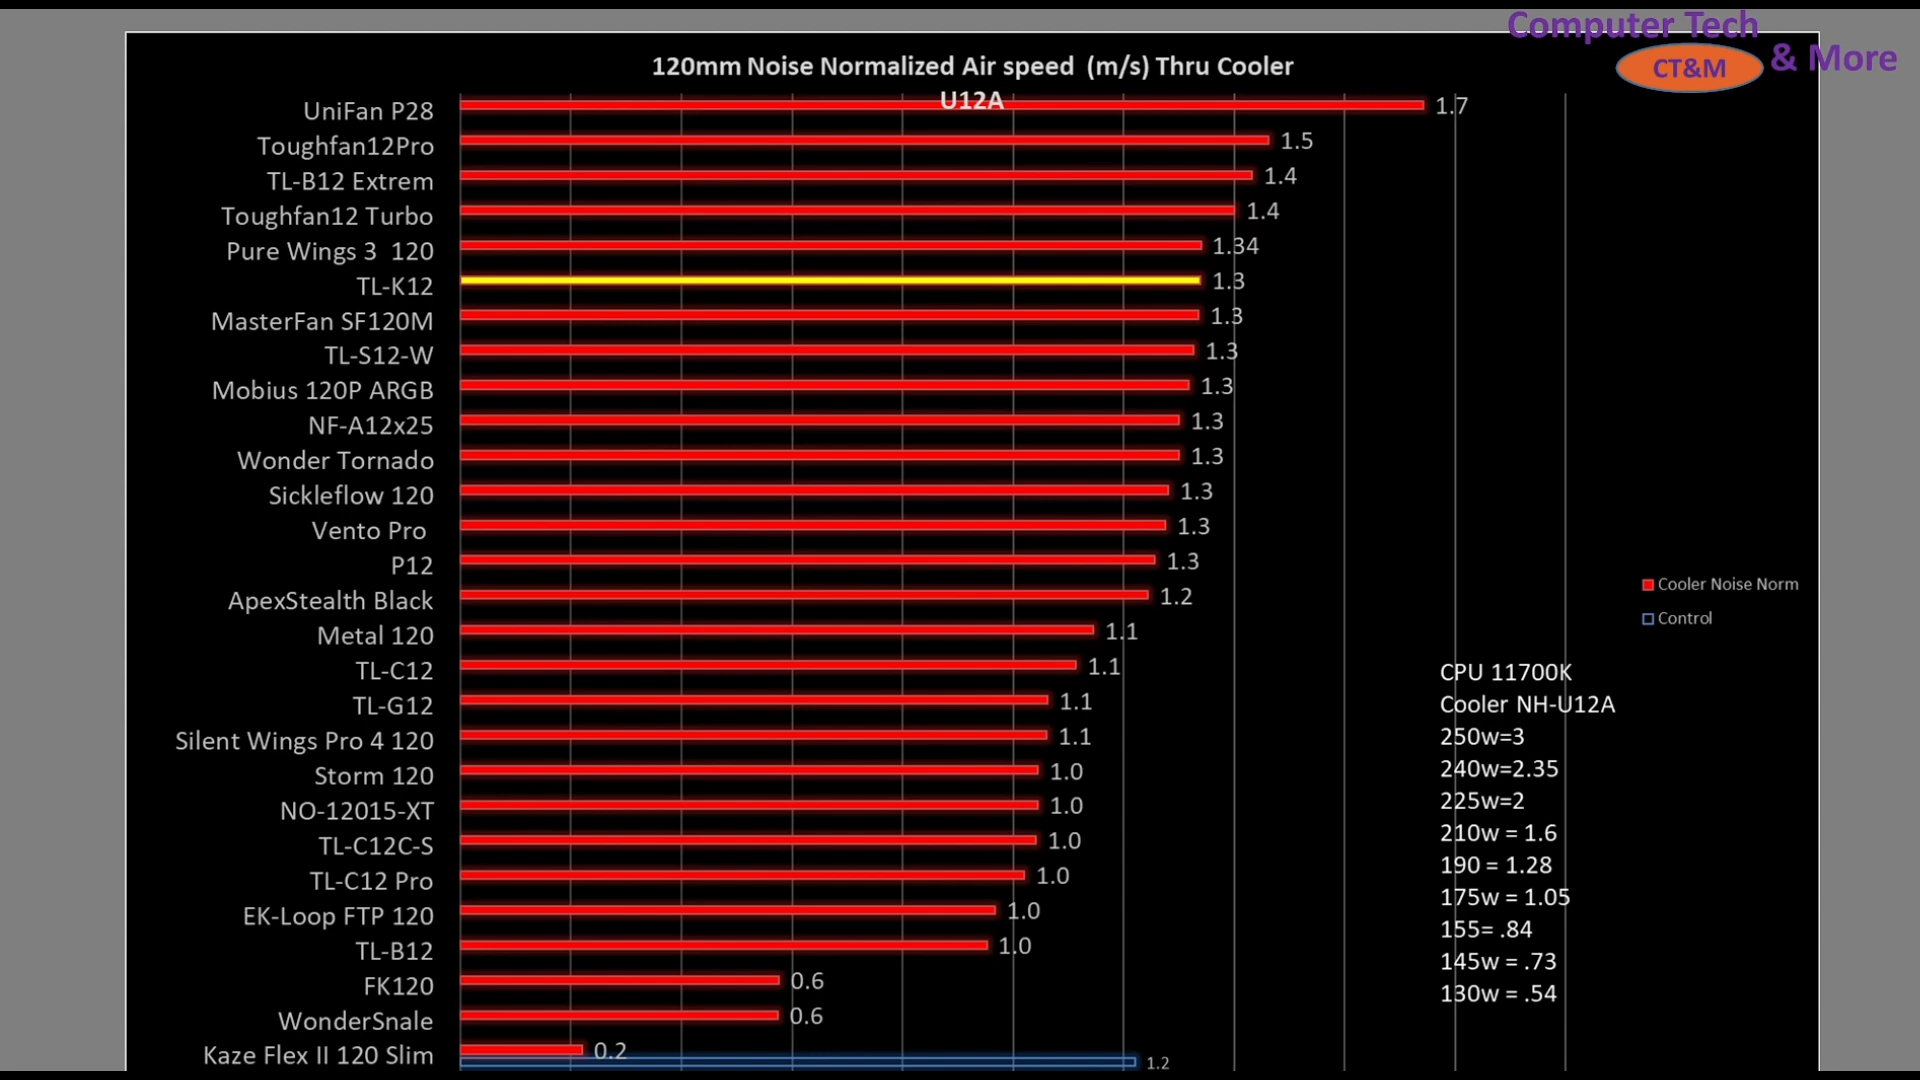 Computer Tech
& More
CT&M
120mm Noise Normalized Air speed (m/s) Thru Cooler
U12A
UniFan P28 1.7
Toughfan12Pro 1.5
TL-B12 Extrem 1.4
Toughfan12 Turbo 1.4
Pure Wings 3 120 1.34
TL-K12 1.3
MasterFan SF120M 1.3
TL-S12-W 1.3
Mobius 120P ARGB 1.3
NF-A12x25 1.3
Wonder Tornado 1.3
Sickleflow 120 1.3
Vento Pro 1.3
P12 1.3
ApexStealth Black 1.2
Metal 120 1.1
TL-C12 1.1
TL-G12 1.1
Silent Wings Pro 4 120 1.1
Storm 120 1.0
NO-12015-XT 1.0
TL-C12C-S 1.0
TL-C12 Pro 1.0
EK-Loop FTP 120 1.0
TL-B12 1.0
FK120 0.6
WonderSnale 0.6
Kaze Flex II 120 Slim 0.2
1.2
Cooler Noise Norm
Control
CPU 11700K
Cooler NH-U12A
250w=3
240w=2.35
225w=2
210w = 1.6
190 = 1.28
175w = 1.05
155= .84
145w = .73
130w = .54